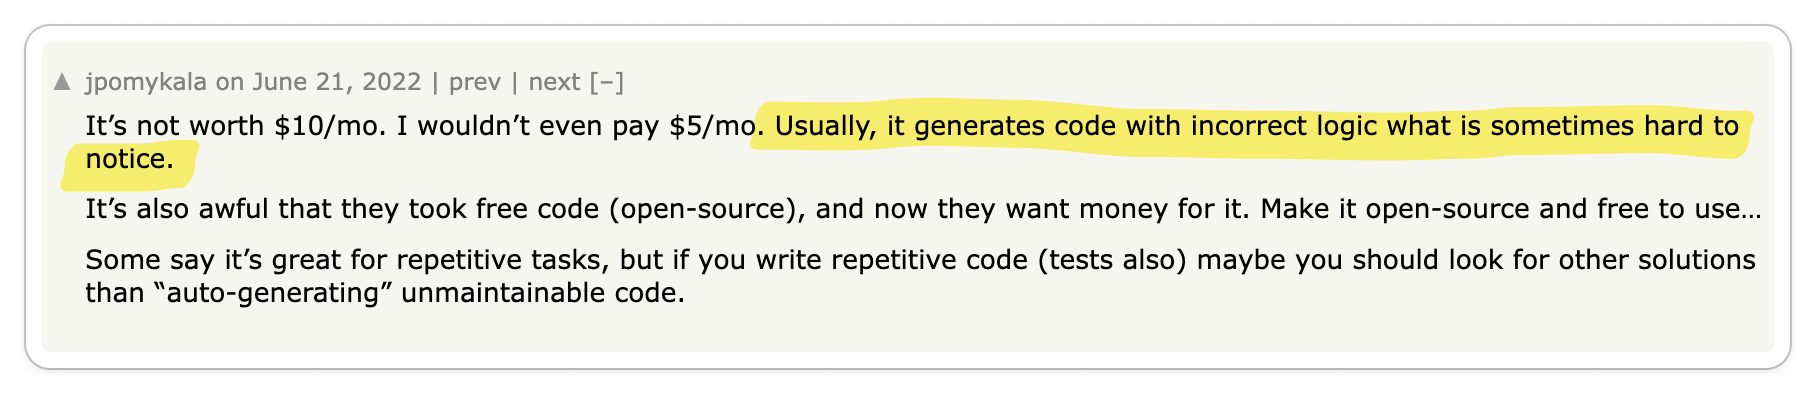 ▲ jpomykala on June 21, 2022 | prev | next [–]
It’s not worth $10/mo. I wouldn’t even pay $5/mo. Usually, it generates code with incorrect logic what is sometimes hard to
notice.
It’s also awful that they took free code (open-source), and now they want money for it. Make it open-source and free to use…
Some say it’s great for repetitive tasks, but if you write repetitive code (tests also) maybe you should look for other solutions
than “auto-generating” unmaintainable code.